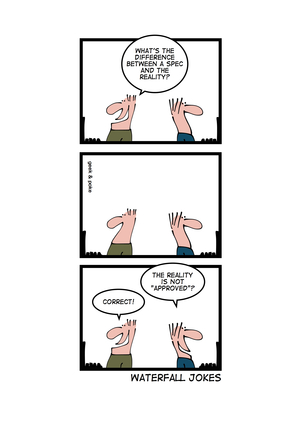 WHAT'S THE
DIFFERENCE
BETWEEN A SPEC
AND THE
REALITY?
geek & poke
THE REALITY
IS NOT
"APPROVED"?
CORRECT!
WATERFALL JOKES